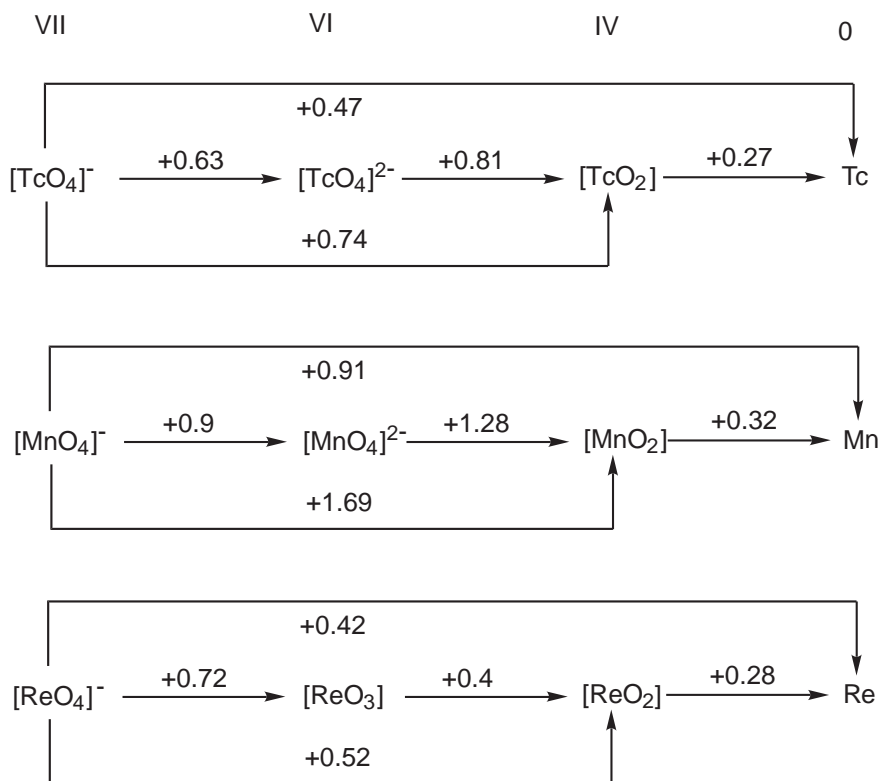 VII VI IV 0
+0.47
[TcO₄]⁻ +0.63 [TcO₄]²⁻ +0.81 [TcO₂] +0.27 Tc
+0.74
+0.91
[MnO₄]⁻ +0.9 [MnO₄]²⁻ +1.28 [MnO₂] +0.32 Mn
+1.69
+0.42
[ReO₄]⁻ +0.72 [ReO₃] +0.4 [ReO₂] +0.28 Re
+0.52